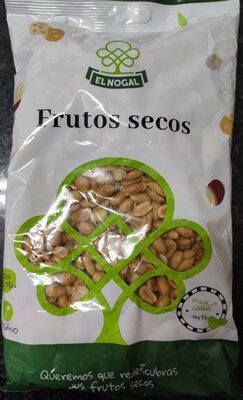 EL NOGAL
Frutos secos
Queremos que redescubras
los frutos secos